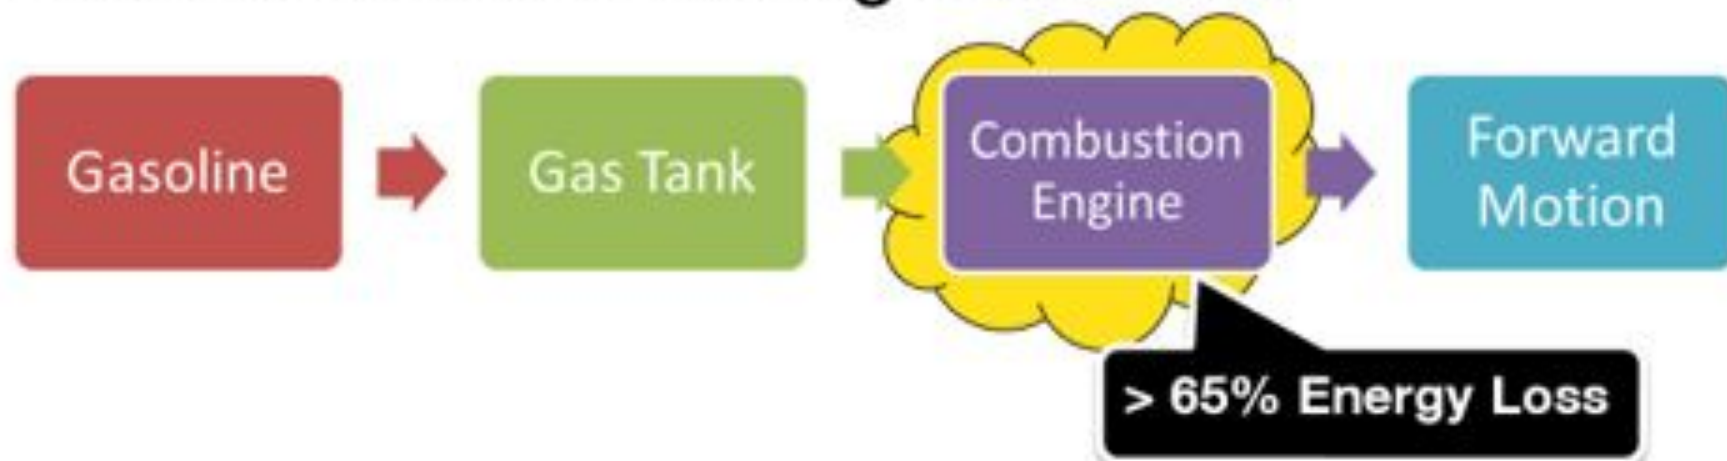 Gasoline
Gas Tank
Combustion
Engine
Forward
Motion
> 65% Energy Loss